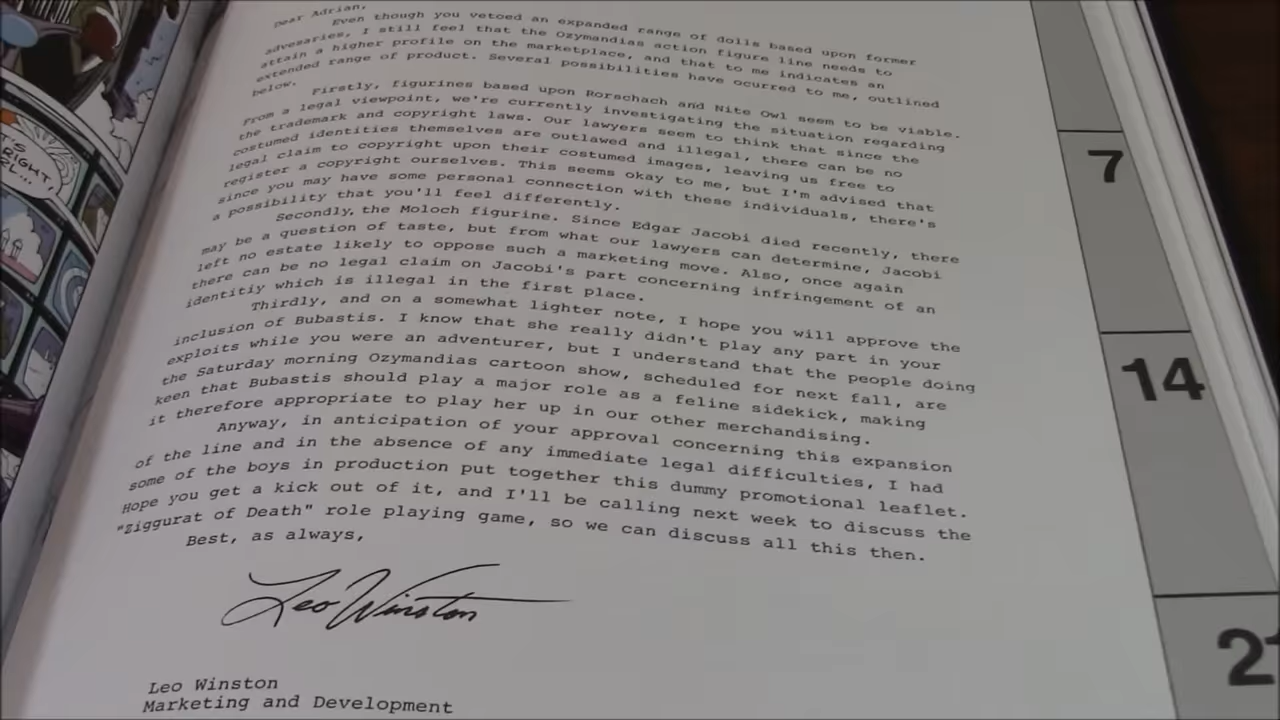 Dear Adrian,
Even though you vetoed an expanded range of dolls based upon former
advesaries, I still feel that the Ozymandias action figure line needs to
attain a higher profile on the marketplace, and that to me indicates an
extended range of product. Several possibilities have ocurred to me, outlined
below.
Firstly, figurines based upon Rorschach and Nite Owl seem to be viable.
From a legal viewpoint, we're currently investigating the situation regarding
the trademark and copyright laws. Our lawyers seem to think that since the
costumed identities themselves are outlawed and illegal, there can be no
legal claim to copyright upon their costumed images, leaving us free to
register a copyright ourselves. This seems okay to me, but I'm advised that
since you may have some personal connection with these individuals, there's
a possibility that you'll feel differently.
Secondly, the Moloch figurine. Since Edgar Jacobi died recently, there
may be a question of taste, but from what our lawyers can determine, Jacobi
left no estate likely to oppose such a marketing move. Also, once again
there can be no legal claim on Jacobi's part concerning infringement of an
identitiy which is illegal in the first place.
Thirdly, and on a somewhat lighter note, I hope you will approve the
inclusion of Bubastis. I know that she really didn't play any part in your
exploits while you were an adventurer, but I understand that the people doing
the Saturday morning Ozymandias cartoon show, scheduled for next fall, are
keen that Bubastis should play a major role as a feline sidekick, making
it therefore appropriate to play her up in our other merchandising.
Anyway, in anticipation of your approval concerning this expansion
of the line and in the absence of any immediate legal difficulties, I had
some of the boys in production put together this dummy promotional leaflet.
Hope you get a kick out of it, and I'll be calling next week to discuss the
"Ziggurat of Death" role playing game, so we can discuss all this then.
Best, as always,
Leo Winston
Leo Winston
Marketing and Development
RIGHT,
7
14